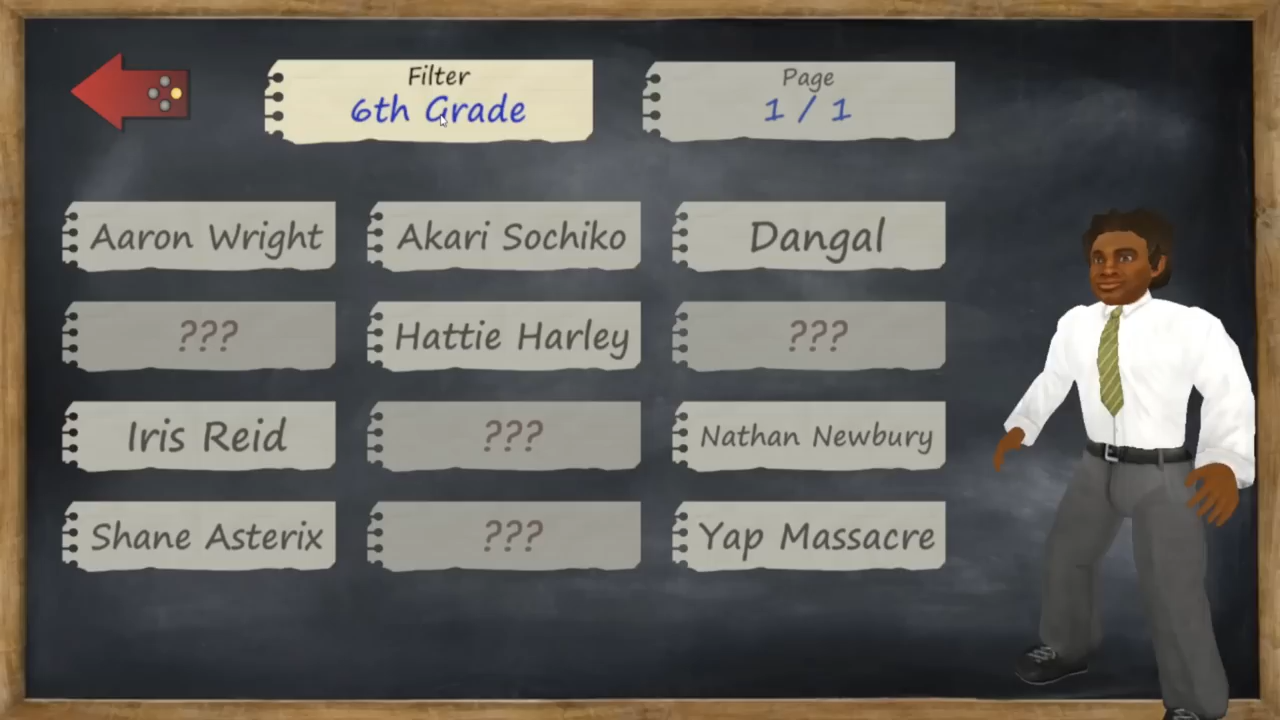 Filter
6th Grade
Page
1 / 1
Aaron Wright
Akari Sochiko
Dangal
???
Hattie Harley
???
Iris Reid
???
Nathan Newbury
Shane Asterix
???
Yap Massacre